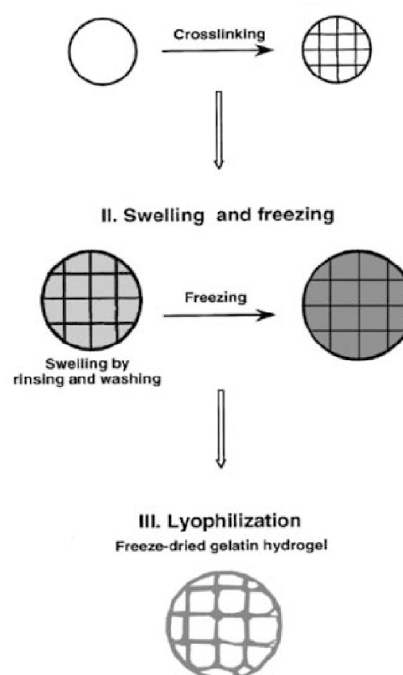 Crosslinking
II. Swelling and freezing
Freezing
Swelling by
rinsing and washing
III. Lyophilization
Freeze-dried gelatin hydrogel